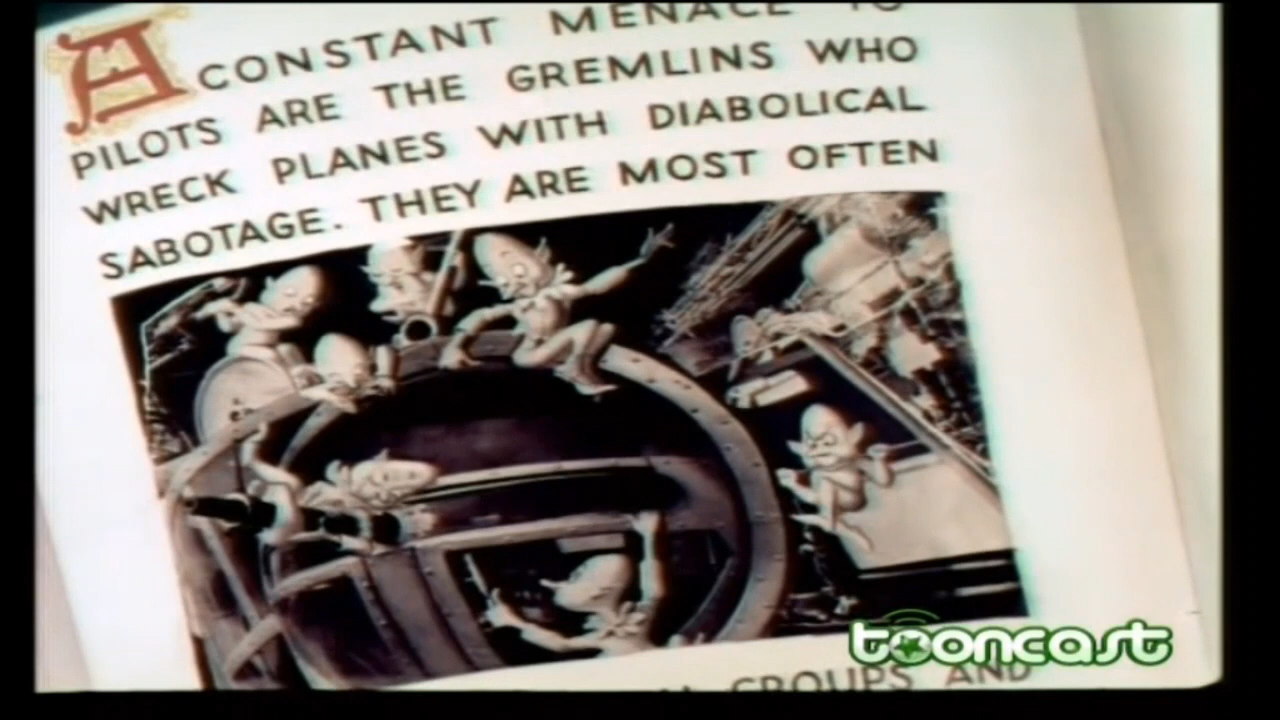 A CONSTANT MENACE TO
PILOTS ARE THE GREMLINS WHO
WRECK PLANES WITH DIABOLICAL
SABOTAGE. THEY ARE MOST OFTEN
GROUPS AND
tooncast